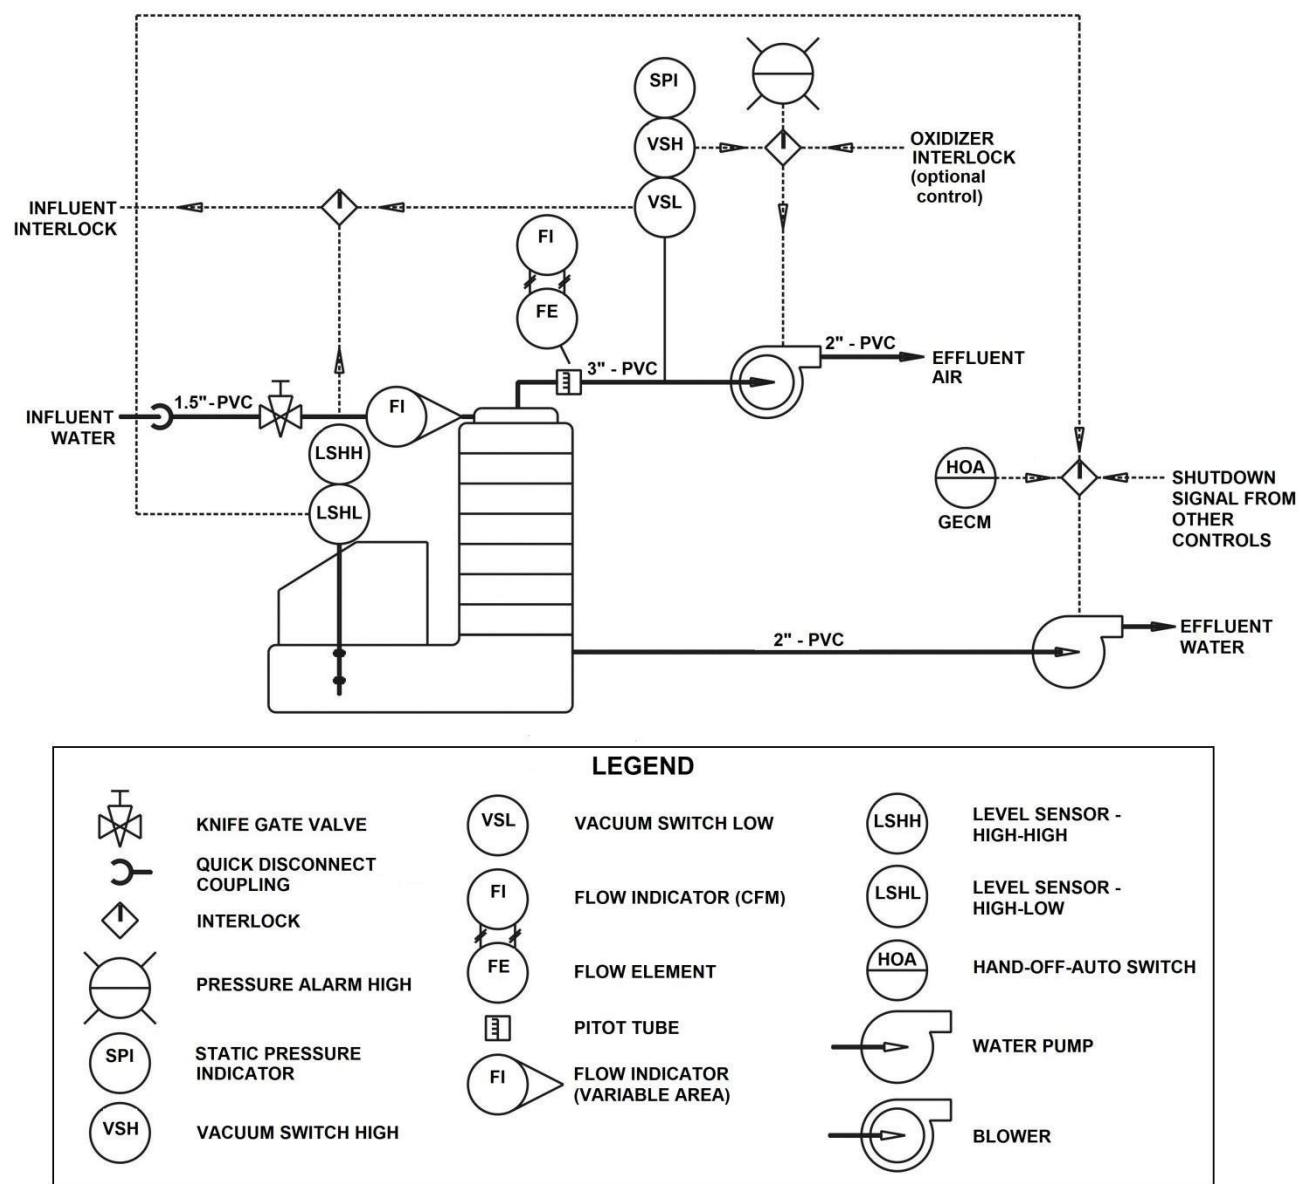 SPI
VSH
VSL
OXIDIZER
INTERLOCK
(optional
control)
INFLUENT
INTERLOCK
FI
FE
3" - PVC
2" - PVC
EFFLUENT
AIR
INFLUENT
WATER
1.5"-PVC
FI
LSHH
LSHL
HOA
GECM
SHUTDOWN
SIGNAL FROM
OTHER
CONTROLS
2" - PVC
EFFLUENT
WATER
LEGEND
KNIFE GATE VALVE
QUICK DISCONNECT
COUPLING
INTERLOCK
PRESSURE ALARM HIGH
SPI
STATIC PRESSURE
INDICATOR
VSH
VACUUM SWITCH HIGH
VSL
VACUUM SWITCH LOW
FI
FLOW INDICATOR (CFM)
FE
FLOW ELEMENT
PITOT TUBE
FI
FLOW INDICATOR
(VARIABLE AREA)
LSHH
LEVEL SENSOR -
HIGH-HIGH
LSHL
LEVEL SENSOR -
HIGH-LOW
HOA
HAND-OFF-AUTO SWITCH
WATER PUMP
BLOWER